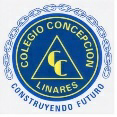 COLEGIO CONCEPCION
CC
LINARES
CONSTRUYENDO FUTURO